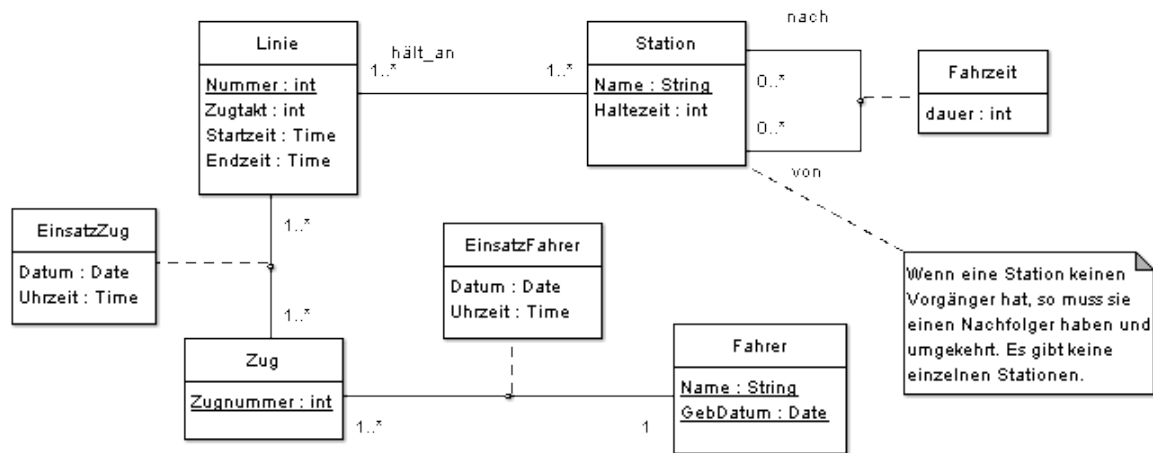 Linie
Nummer : int
Zugtakt : int
Startzeit : Time
Endzeit : Time
hält_an
1..*
1..*
Station
Name : String
Haltezeit : int
nach
0..*
0..*
von
Fahrzeit
dauer : int
EinsatzZug
Datum : Date
Uhrzeit : Time
1..*
1..*
EinsatzFahrer
Datum : Date
Uhrzeit : Time
Wenn eine Station keinen
Vorgänger hat, so muss sie
einen Nachfolger haben und
umgekehrt. Es gibt keine
einzelnen Stationen.
Zug
Zugnummer : int
1..*
1
Fahrer
Name : String
GebDatum : Date